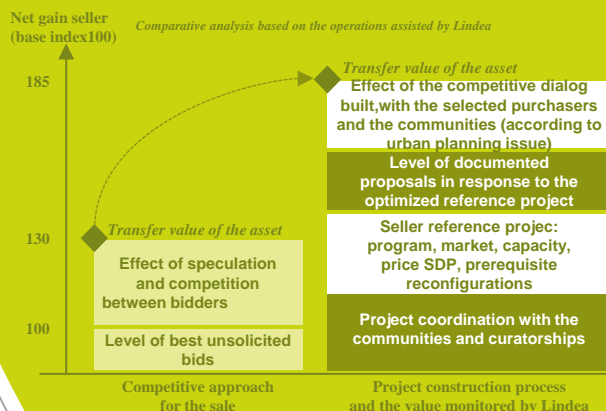 Net gain seller
(base index100)
Comparative analysis based on the operations assisted by Lindea
185
Transfer value of the asset
Effect of the competitive dialog
built,with the selected purchasers
and the communities (according to
urban planning issue)
Level of documented
proposals in response to the
optimized reference project
130
Transfer value of the asset
Effect of speculation
and competition
between bidders
Seller reference projec:
program, market, capacity,
price SDP, prerequisite
reconfigurations
100
Level of best unsolicited
bids
Project coordination with the
communities and curatorships
Competitive approach
for the sale
Project construction process
and the value monitored by Lindea